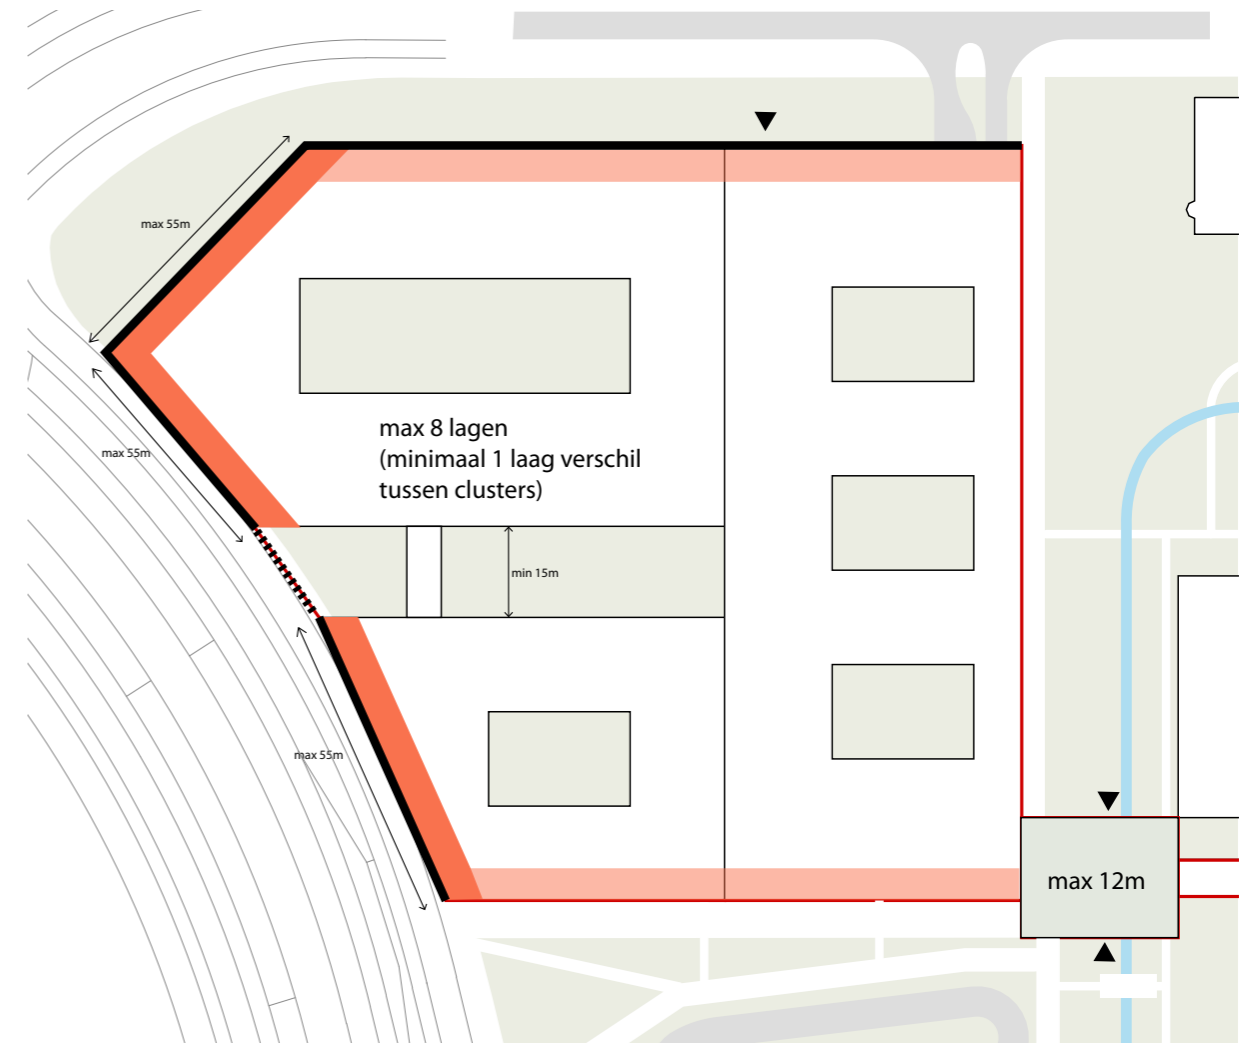 max 55m
max 55m
max 8 lagen
(minimaal 1 laag verschil
tussen clusters)
min 15m
max 55m
max 12m